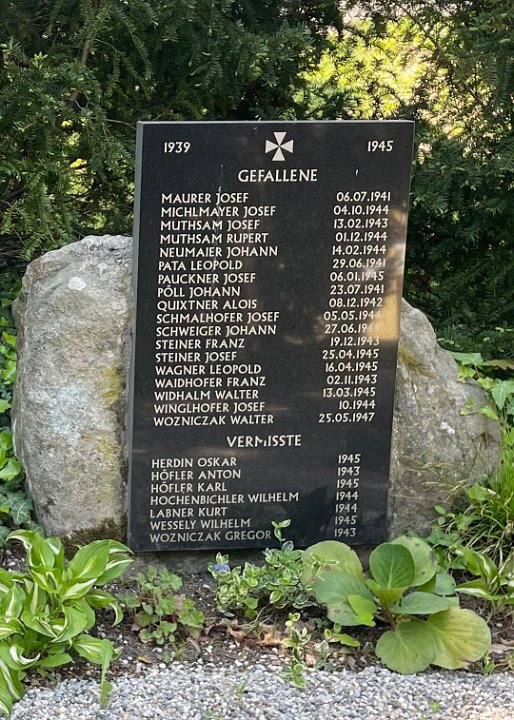 1939 1945
GEFALLENE
MAURER JOSEF 06.07.1941
MICHLMAYER JOSEF 04.10.1944
MUTHSAM JOSEF 13.02.1943
MUTHSAM RUPERT 01.12.1944
NEUMAIER JOHANN 14.02.1944
PATA LEOPOLD 29.06.1941
PAUCKNER JOSEF 06.01.1945
PÖLL JOHANN 23.07.1941
QUIXTNER ALOIS 08.12.1942
SCHMALHOFER JOSEF 05.05.1944
SCHWEIGER JOHANN 27.06.1944
STEINER FRANZ 19.12.1943
STEINER JOSEF 25.04.1945
WAGNER LEOPOLD 16.04.1945
WAIDHOFER FRANZ 02.11.1943
WIDHALM WALTER 13.03.1945
WINGLHOFER JOSEF 10.1944
WOZNICZAK WALTER 25.05.1947
VERMISSTE
HERDIN OSKAR 1945
HÖFLER ANTON 1943
HÖFLER KARL 1945
HOCHENBICHLER WILHELM 1944
LABNER KURT 1944
WESSELY WILHELM 1945
WOZNICZAK GREGOR 1943